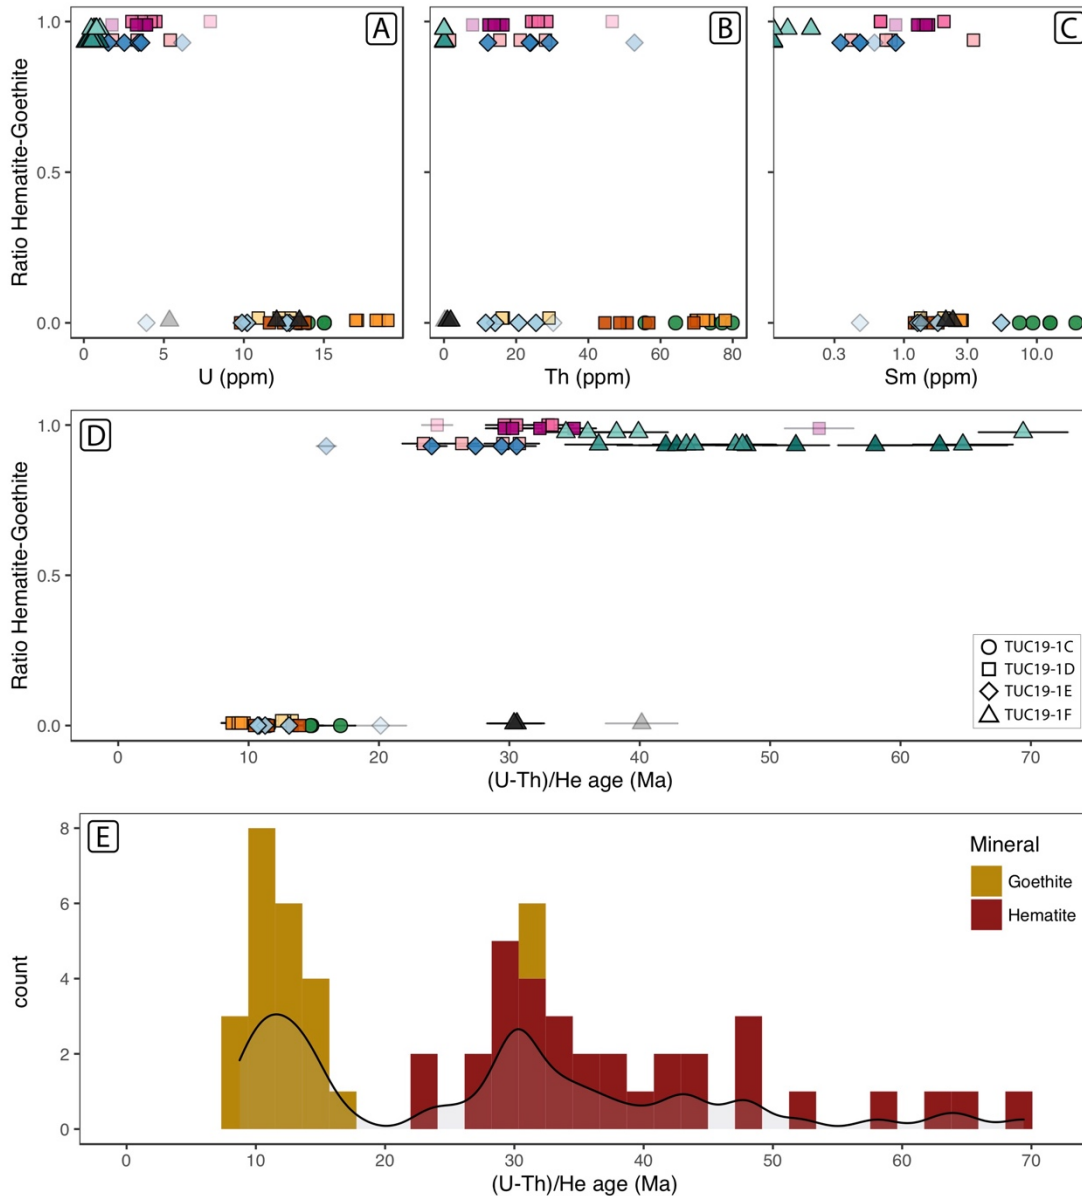 A
B
C
Ratio Hematite-Goethite
1.0
0.5
0.0
0
5
10
15
U (ppm)
0
20
40
60
80
Th (ppm)
0.3
1.0
3.0
10.0
Sm (ppm)
D
Ratio Hematite-Goethite
1.0
0.5
0.0
TUC19-1C
TUC19-1D
TUC19-1E
TUC19-1F
0
10
20
30
40
50
60
70
(U-Th)/He age (Ma)
E
count
8
6
4
2
0
Mineral
Goethite
Hematite
0
10
20
30
40
50
60
70
(U-Th)/He age (Ma)